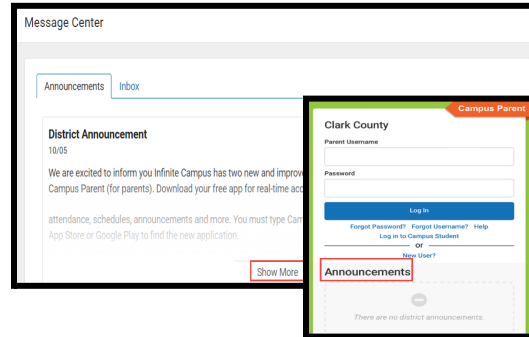 Message Center
Announcements Inbox
District Announcement
10/05
We are excited to inform you Infinite Campus has two new and improve
Campus Parent (for parents). Download your free app for real-time acc
attendance, schedules, announcements and more. You must type Cam
App Store or Google Play to find the new application.
Show More
Campus Parent
Clark County
Parent Username
Password
Log In
Forgot Password? Forgot Username? Help
Log in to Campus Student
or
New User?
Announcements
There are no district announcements.